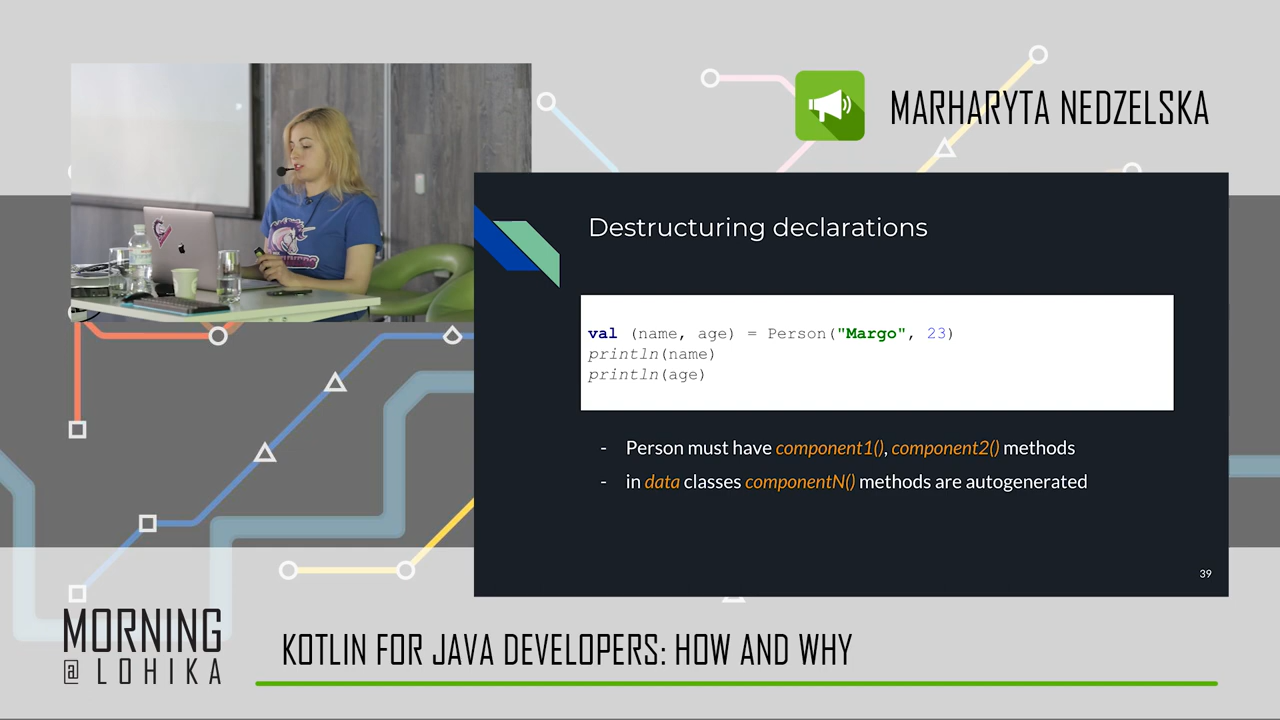 MARHARYTA NEDZELSKA
Destructuring declarations
val (name, age) = Person("Margo", 23)
println(name)
println(age)
- Person must have component1(), component2() methods
- in data classes componentN() methods are autogenerated
39
MORNING
@ LOHIKA
KOTLIN FOR JAVA DEVELOPERS: HOW AND WHY